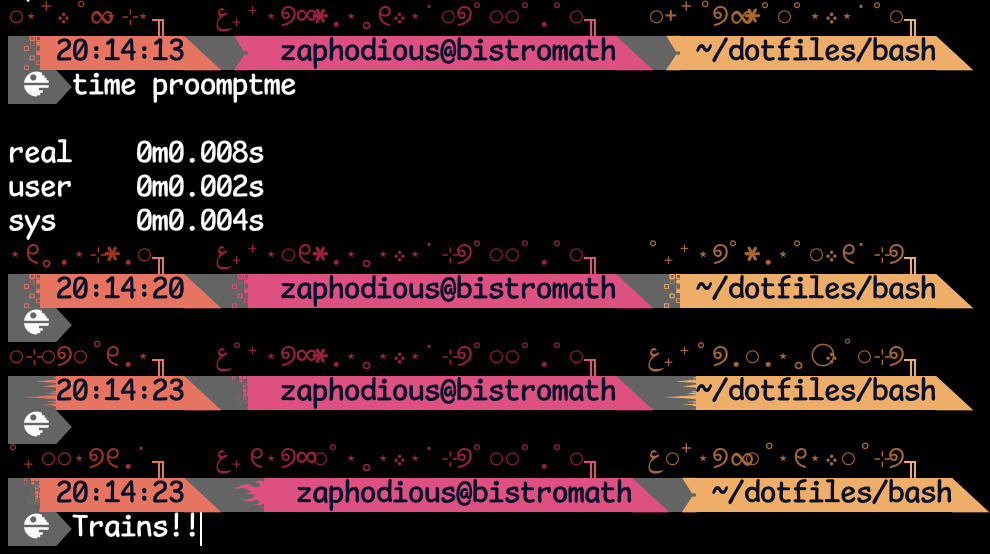 20:14:13 zaphodious@bistromath ~/dotfiles/bash
time proomptme
real 0m0.008s
user 0m0.002s
sys 0m0.004s
20:14:20 zaphodious@bistromath ~/dotfiles/bash
20:14:23 zaphodious@bistromath ~/dotfiles/bash
20:14:23 zaphodious@bistromath ~/dotfiles/bash
Trains!!